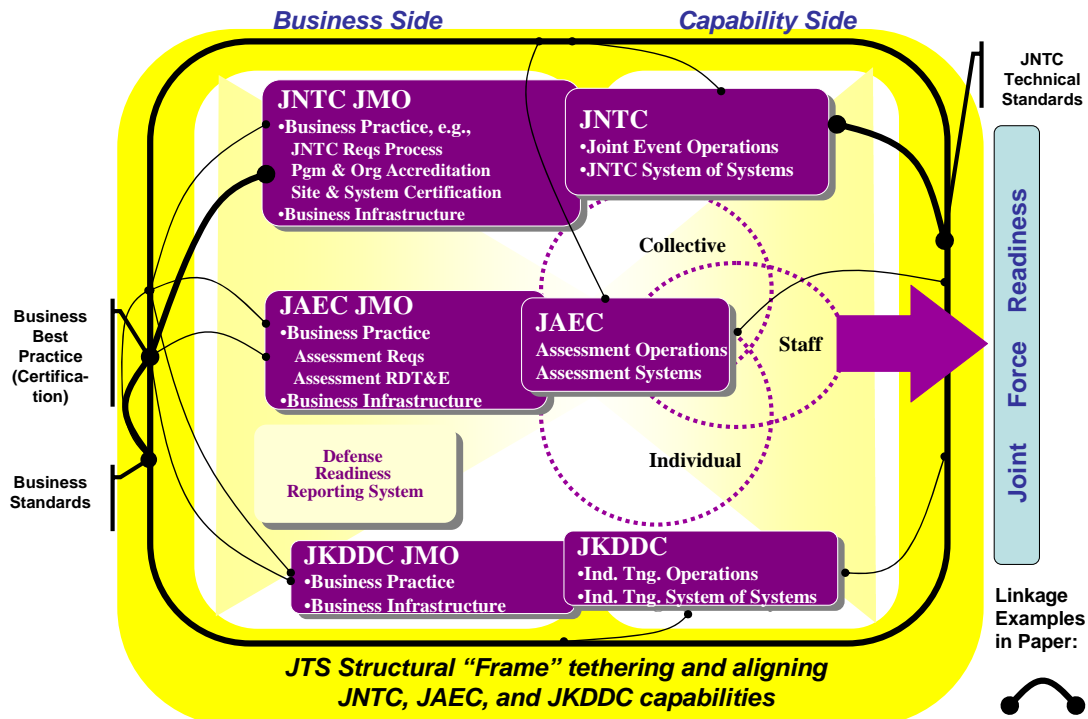 Business Side
Capability Side
JNTC JMO
•Business Practice, e.g.,
JNTC Reqs Process
Pgm & Org Accreditation
Site & System Certification
•Business Infrastructure
JNTC
•Joint Event Operations
•JNTC System of Systems
JNTC
Technical
Standards
Collective
JAEC JMO
•Business Practice
Assessment Reqs
Assessment RDT&E
•Business Infrastructure
JAEC
Assessment Operations
Assessment Systems
Staff
Joint Force Readiness
Business
Best
Practice
(Certifica-
tion)
Business
Standards
Defense
Readiness
Reporting System
Individual
JKDDC JMO
•Business Practice
•Business Infrastructure
JKDDC
•Ind. Tng. Operations
•Ind. Tng. System of Systems
Linkage
Examples
in Paper:
JTS Structural “Frame” tethering and aligning
JNTC, JAEC, and JKDDC capabilities